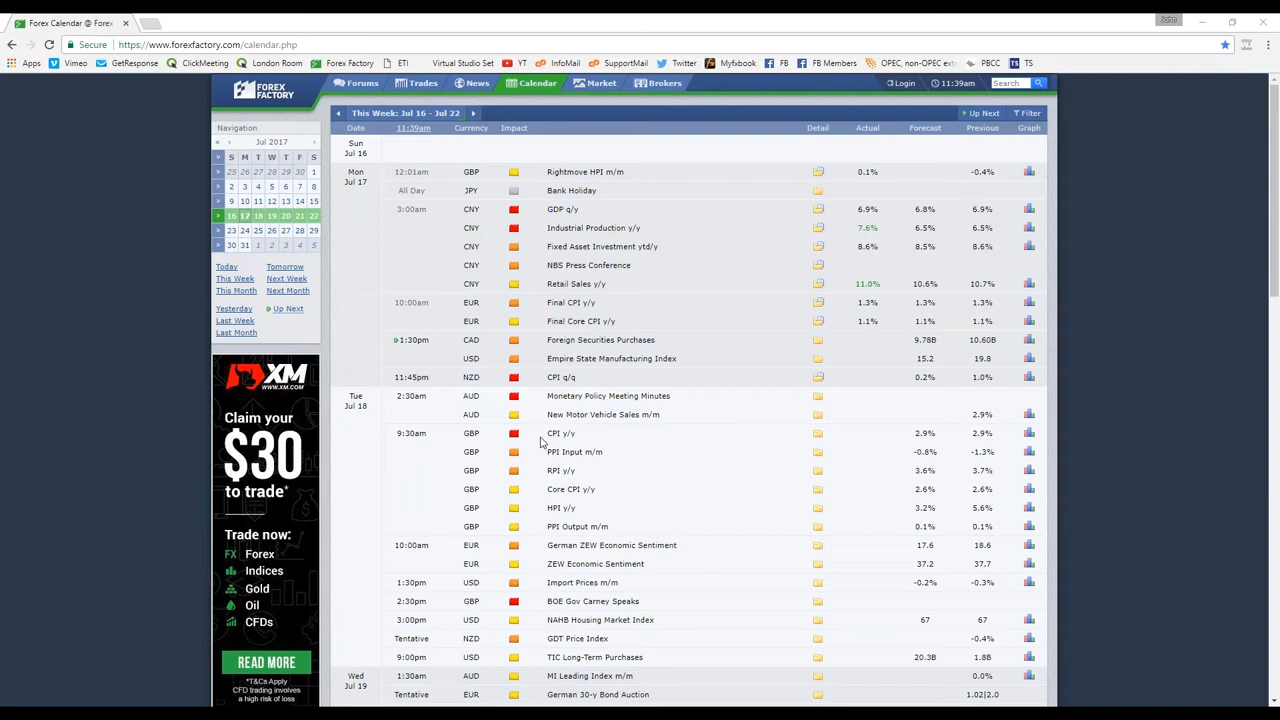 Forex Calendar @ Forex
John
Secure https://www.forexfactory.com/calendar.php
Apps Vimeo GetResponse ClickMeeting London Room Forex Factory ETI Virtual Studio Set YT InfoMail SupportMail Twitter Myfxbook FB FB Members OPEC, non-OPEC ext PBCC TS
FOREX FACTORY Forums Trades News Calendar Market Brokers Login 11:39am Search
This Week: Jul 16 - Jul 22 Up Next Filter
Date 11:39am Currency Impact Detail Actual Forecast Previous Graph
Navigation
Jul 2017
S M T W T F S
25 26 27 28 29 30 1
2 3 4 5 6 7 8
9 10 11 12 13 14 15
16 17 18 19 20 21 22
23 24 25 26 27 28 29
30 31 1 2 3 4 5
Today Tomorrow
This Week Next Week
This Month Next Month
Yesterday Up Next
Last Week
Last Month
XM
WWW.XM.COM
Claim your
$30
to trade*
Trade now:
FX Forex
Indices
Gold
Oil
CFDs
READ MORE
*T&Cs Apply
CFD trading involves
a high risk of loss
Sun
Jul 16
Mon
Jul 17
12:01am GBP Rightmove HPI m/m 0.1% -0.4%
All Day JPY Bank Holiday
3:00am CNY GDP q/y 6.9% 6.8% 6.9%
CNY Industrial Production y/y 7.6% 6.5% 6.5%
CNY Fixed Asset Investment ytd/y 8.6% 8.5% 8.6%
CNY NBS Press Conference
CNY Retail Sales y/y 11.0% 10.6% 10.7%
10:00am EUR Final CPI y/y 1.3% 1.3% 1.3%
EUR Final Core CPI y/y 1.1% 1.1% 1.1%
1:30pm CAD Foreign Securities Purchases 9.78B 10.60B
USD Empire State Manufacturing Index 15.2 19.8
11:45pm NZD CPI q/q 0.2% 1.0%
Tue
Jul 18
2:30am AUD Monetary Policy Meeting Minutes
AUD New Motor Vehicle Sales m/m 2.9%
9:30am GBP CPI y/y 2.9% 2.9%
GBP PPI Input m/m -0.8% -1.3%
GBP RPI y/y 3.6% 3.7%
GBP Core CPI y/y 2.6% 2.6%
GBP HPI y/y 3.2% 5.6%
GBP PPI Output m/m 0.1% 0.1%
10:00am EUR German ZEW Economic Sentiment 17.6 18.6
EUR ZEW Economic Sentiment 37.2 37.7
1:30pm USD Import Prices m/m -0.2% -0.3%
2:30pm GBP BOE Gov Carney Speaks
3:00pm USD NAHB Housing Market Index 67 67
Tentative NZD GDT Price Index -0.4%
9:00pm USD TIC Long-Term Purchases 20.3B 1.8B
Wed
Jul 19
1:30am AUD MI Leading Index m/m 0.0%
Tentative EUR German 30-y Bond Auction 1.02|2.0